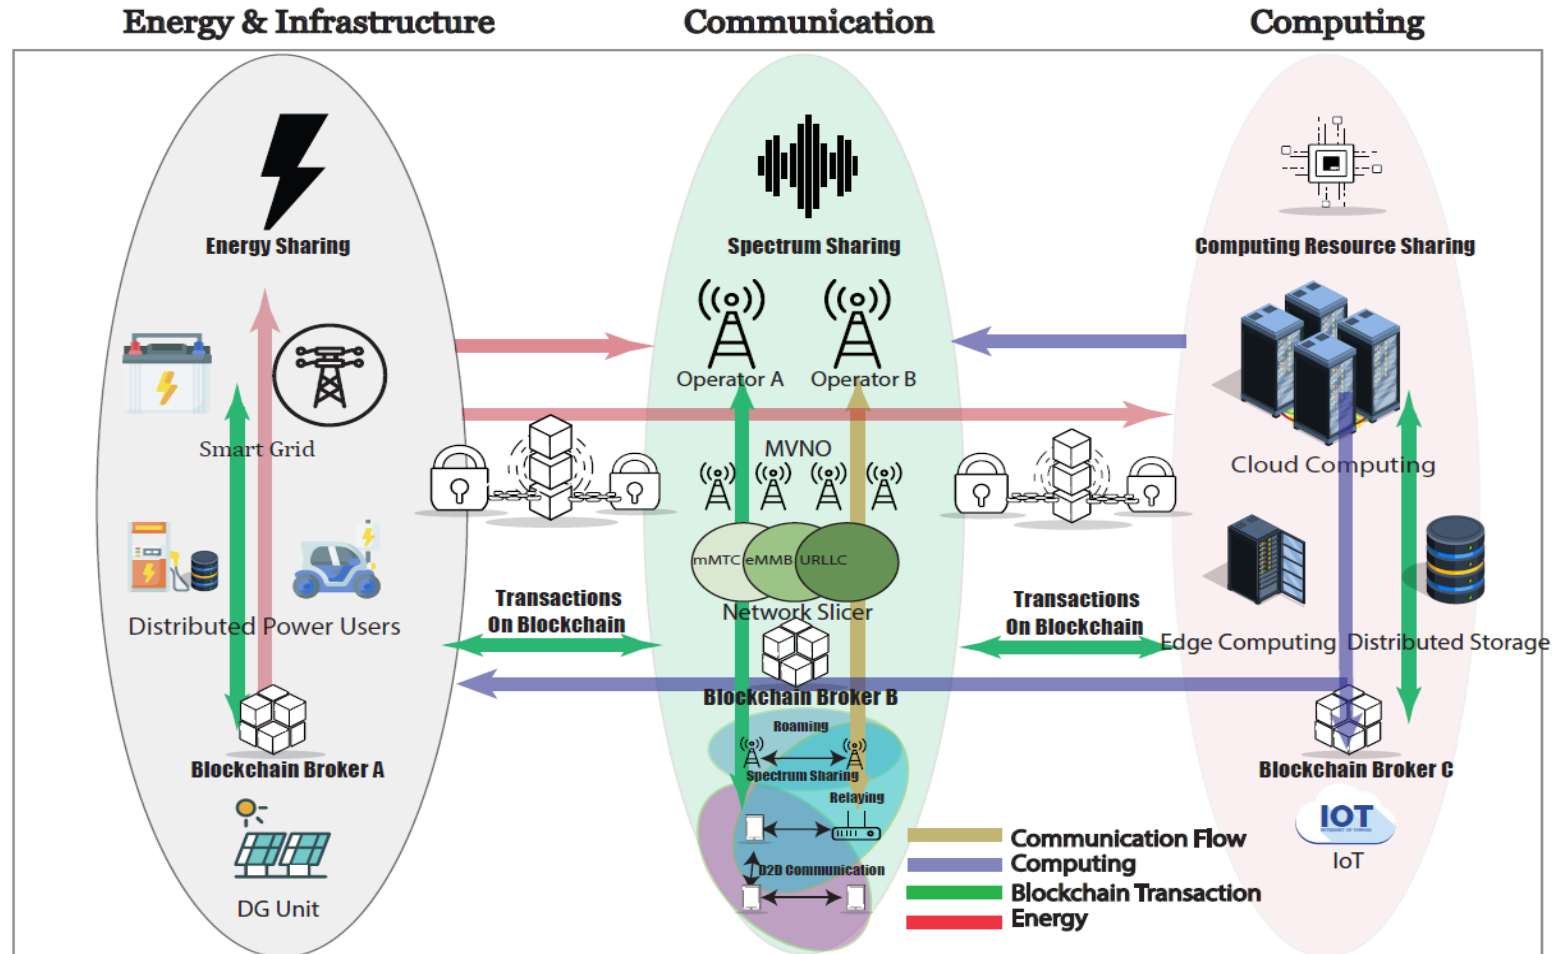 Energy & Infrastructure
Communication
Computing
Energy Sharing
Spectrum Sharing
Computing Resource Sharing
Operator A
Operator B
Smart Grid
MVNO
Cloud Computing
mMTC
eMMB
URLLC
Network Slicer
Distributed Power Users
Transactions
On Blockchain
Transactions
On Blockchain
Edge Computing
Distributed Storage
Blockchain Broker B
Blockchain Broker A
Blockchain Broker C
Roaming
Spectrum Sharing
Relaying
D2D Communication
DG Unit
IOT
INTERNET OF THINGS
IoT
Communication Flow
Computing
Blockchain Transaction
Energy